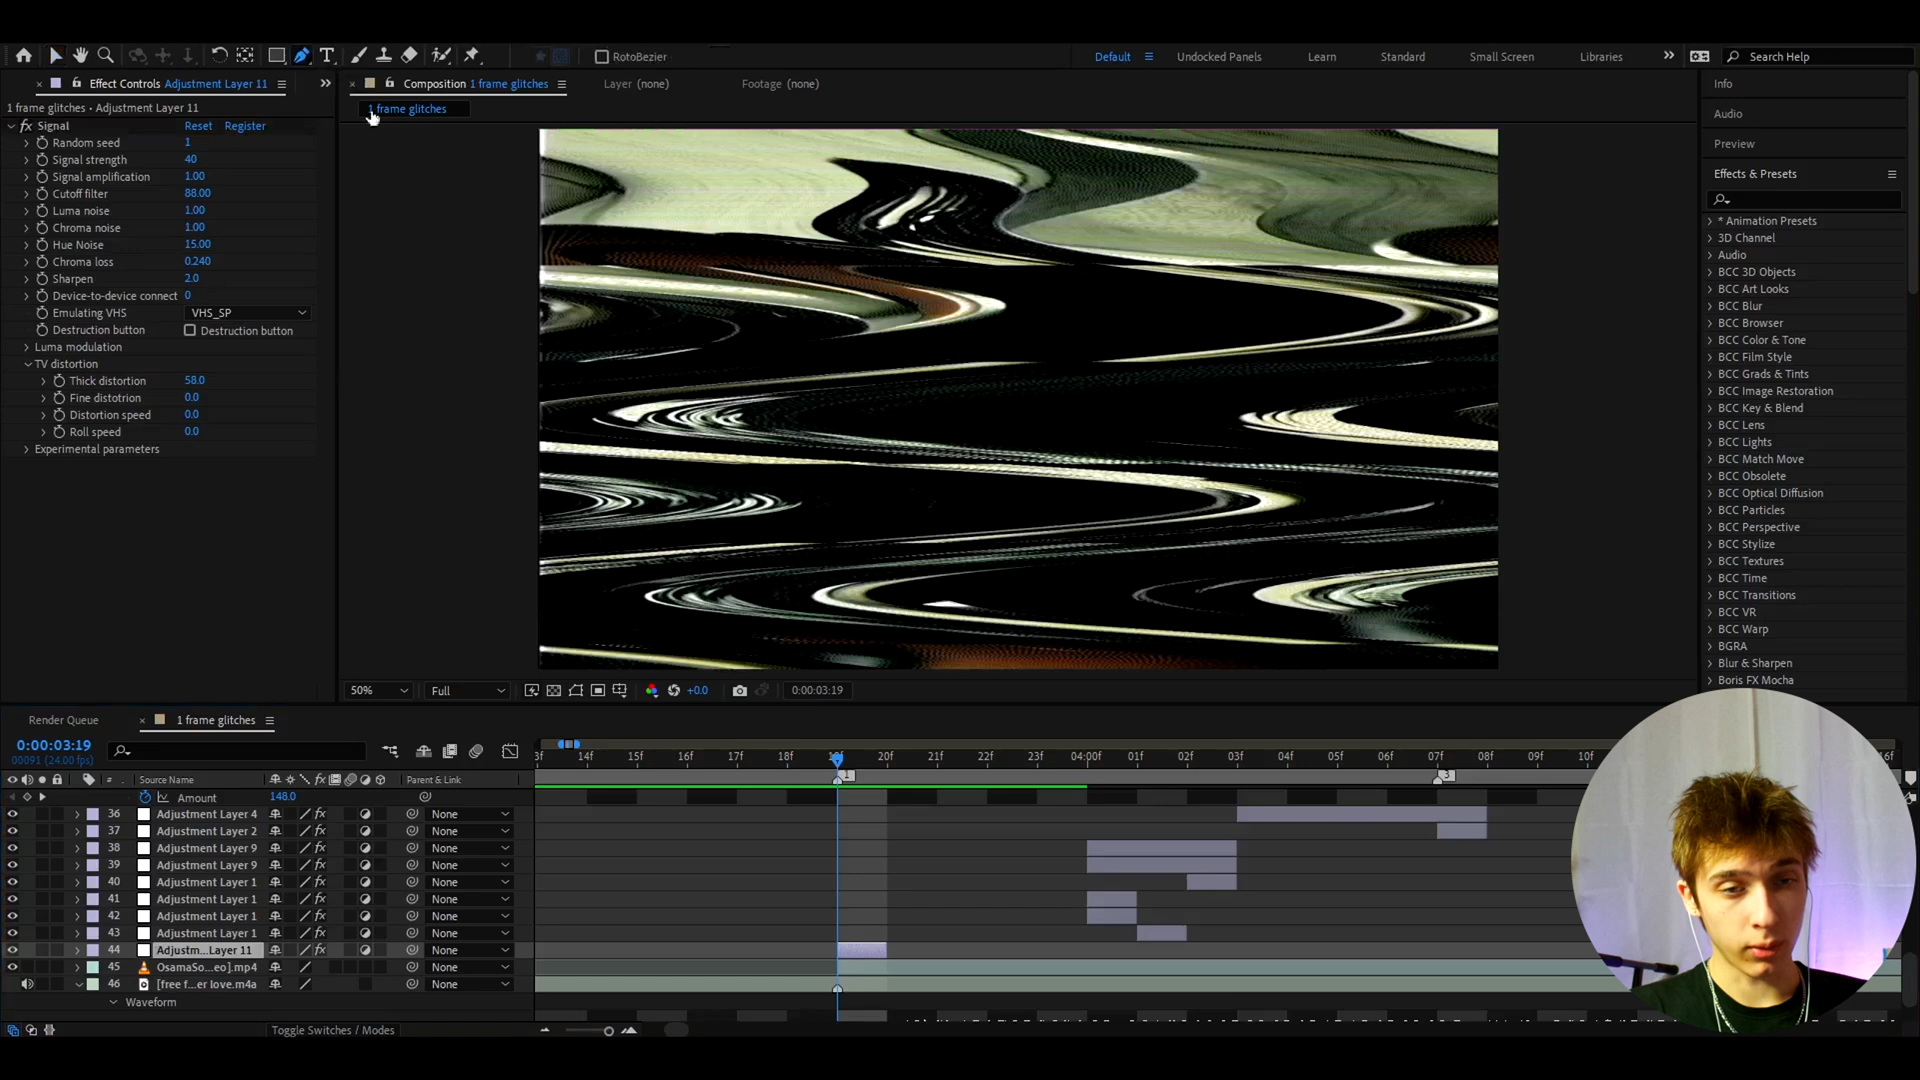 RotoBezier
Default
Undocked Panels
Learn
Standard
Small Screen
Libraries
Search Help
Effect Controls Adjustment Layer 11
Composition 1 frame glitches
Layer (none)
Footage (none)
1 frame glitches • Adjustment Layer 11
1 frame glitches
fx Signal Reset Register
Random seed 1
Signal strength 40
Signal amplification 1.00
Cutoff filter 88.00
Luma noise 1.00
Chroma noise 1.00
Hue Noise 15.00
Chroma loss 0.240
Sharpen 2.0
Device-to-device connect 0
Emulating VHS VHS_SP
Destruction button Destruction button
Luma modulation
TV distortion
Thick distortion 58.0
Fine distotrion 0.0
Distortion speed 0.0
Roll speed 0.0
Experimental parameters
Info
Audio
Preview
Effects & Presets
* Animation Presets
3D Channel
Audio
BCC 3D Objects
BCC Art Looks
BCC Blur
BCC Browser
BCC Color & Tone
BCC Film Style
BCC Grads & Tints
BCC Image Restoration
BCC Key & Blend
BCC Lens
BCC Lights
BCC Match Move
BCC Obsolete
BCC Optical Diffusion
BCC Particles
BCC Perspective
BCC Stylize
BCC Textures
BCC Time
BCC Transitions
BCC VR
BCC Warp
BGRA
Blur & Sharpen
Boris FX Mocha
50% Full +0.0 0:00:03:19
Render Queue
1 frame glitches
0:00:03:19
00091 (24.00 fps)
3f 14f 15f 16f 17f 18f 19f 20f 21f 22f 23f 04:00f 01f 02f 03f 04f 05f 06f 07f 08f 09f 10f 16f
# Source Name fx Parent & Link
1
3
Amount 148.0
36 Adjustment Layer 4 fx None
37 Adjustment Layer 2 fx None
38 Adjustment Layer 9 fx None
39 Adjustment Layer 9 fx None
40 Adjustment Layer 1 fx None
41 Adjustment Layer 1 fx None
42 Adjustment Layer 1 fx None
43 Adjustment Layer 1 fx None
44 Adjustm...Layer 11 fx None
45 OsamaSo...eo].mp4 None
46 [free f...er love.m4a None
Waveform
Toggle Switches / Modes